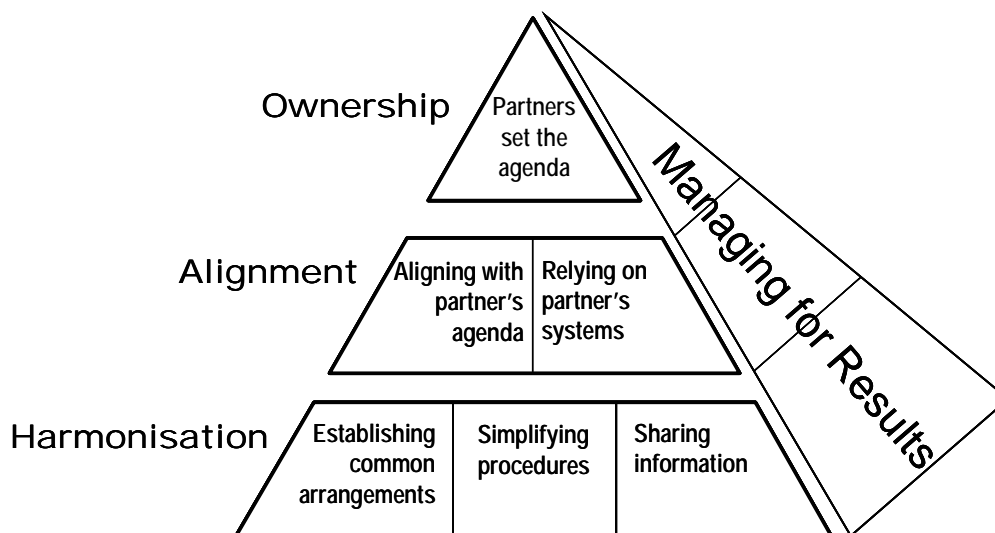 Ownership
Partners
set the
agenda
Managing for Results
Alignment
Aligning with
partner's
agenda
Relying on
partner's
systems
Harmonisation
Establishing
common
arrangements
Simplifying
procedures
Sharing
information